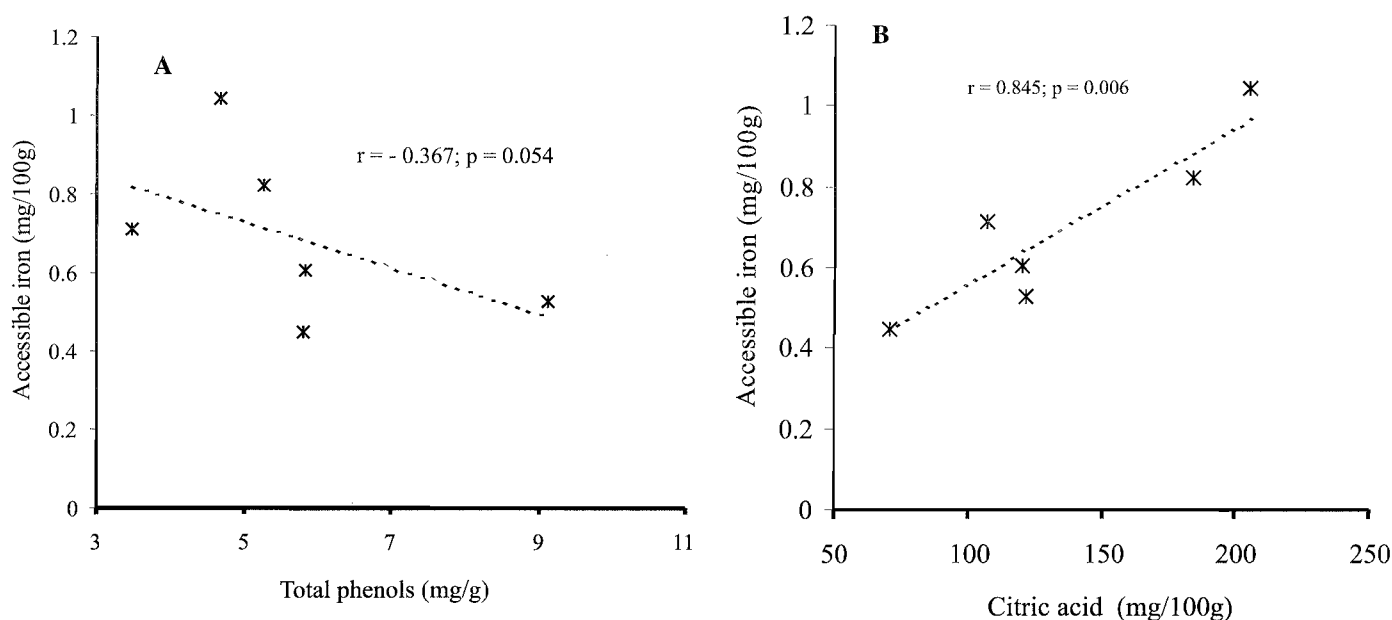 A
r = - 0.367; p = 0.054
Accessible iron (mg/100g)
1.2
1
0.8
0.6
0.4
0.2
0
3 5 7 9 11
Total phenols (mg/g)
B
r = 0.845; p = 0.006
Accessible iron (mg/100g)
1.2
1
0.8
0.6
0.4
0.2
0
50 100 150 200 250
Citric acid (mg/100g)